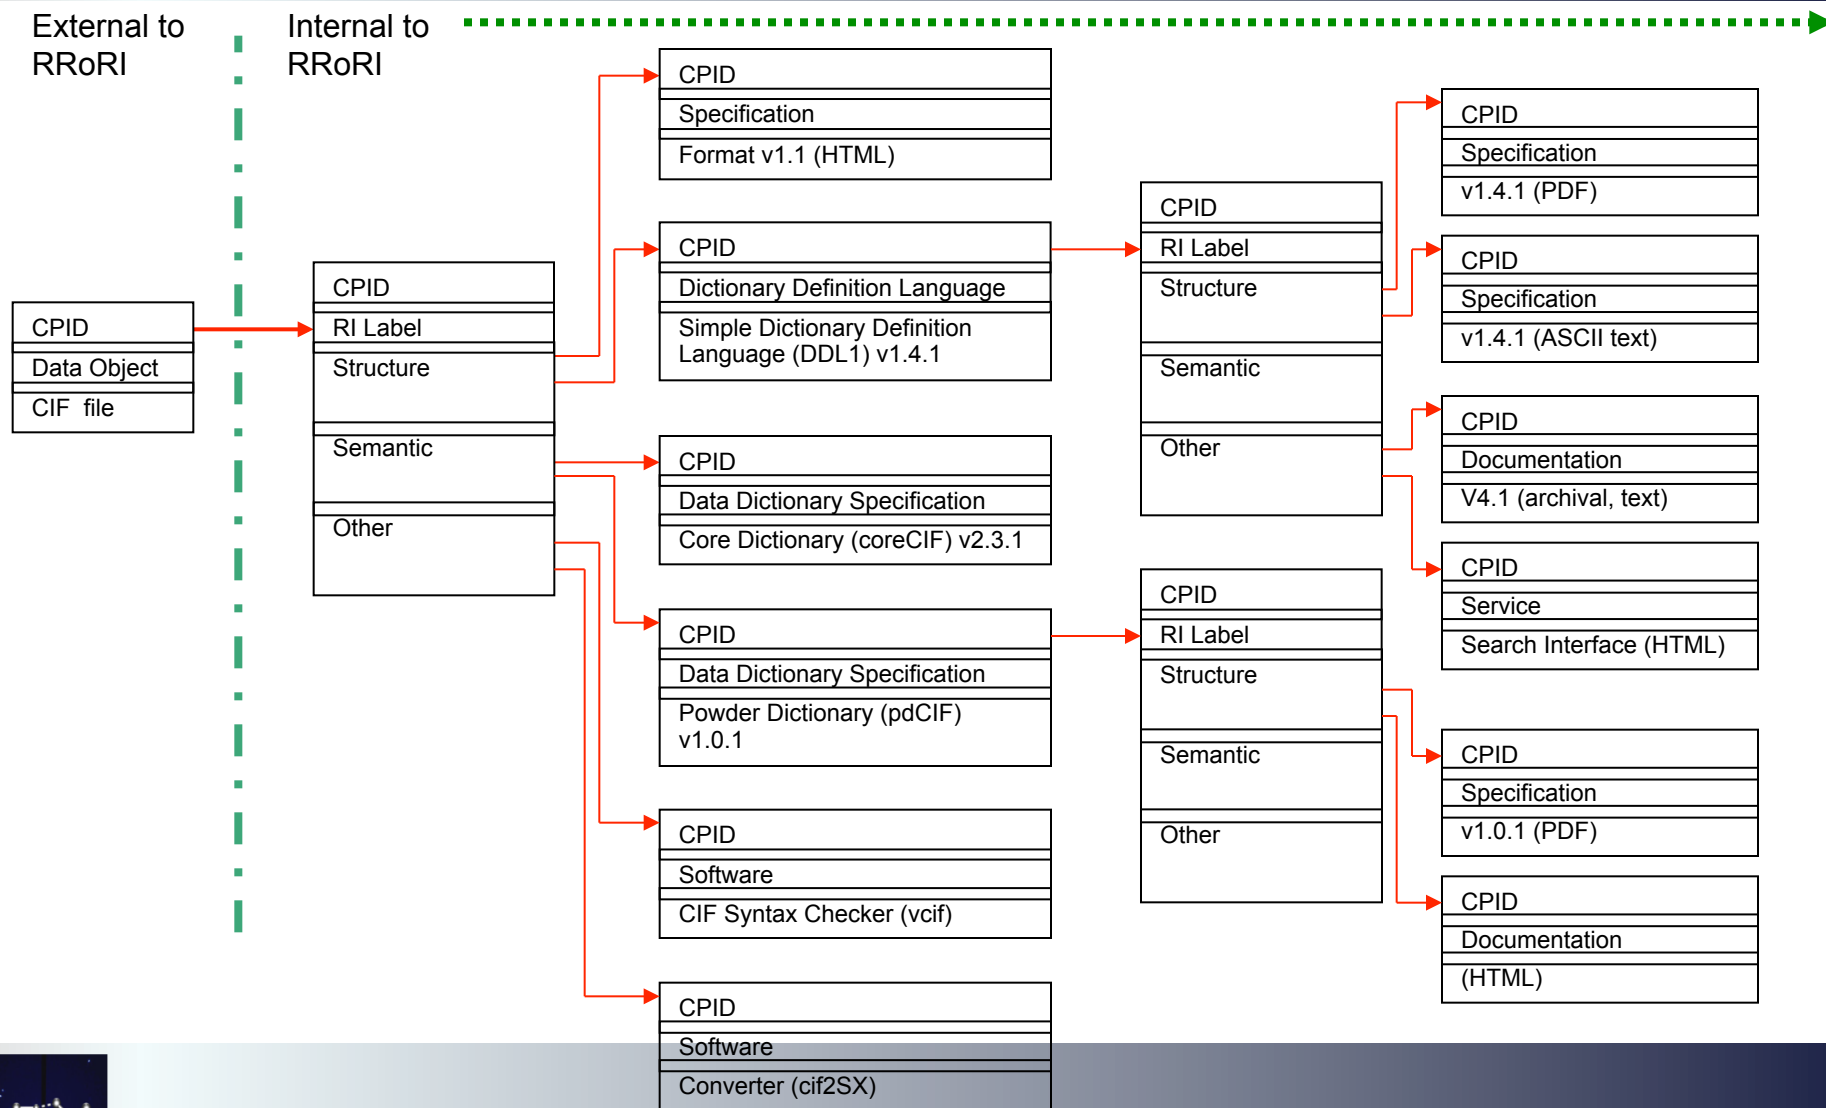 External to
RRoRI
Internal to
RRoRI
CPID
Data Object
CIF  file
CPID
RI Label
Structure
Semantic
Other
CPID
Specification
Format v1.1 (HTML)
CPID
Dictionary Definition Language
Simple Dictionary Definition
Language (DDL1) v1.4.1
CPID
Data Dictionary Specification
Core Dictionary (coreCIF) v2.3.1
CPID
Data Dictionary Specification
Powder Dictionary (pdCIF)
v1.0.1
CPID
Software
CIF Syntax Checker (vcif)
CPID
Software
Converter (cif2SX)
CPID
RI Label
Structure
Semantic
Other
CPID
RI Label
Structure
Semantic
Other
CPID
Specification
v1.4.1 (PDF)
CPID
Specification
v1.4.1 (ASCII text)
CPID
Documentation
V4.1 (archival, text)
CPID
Service
Search Interface (HTML)
CPID
Specification
v1.0.1 (PDF)
CPID
Documentation
(HTML)